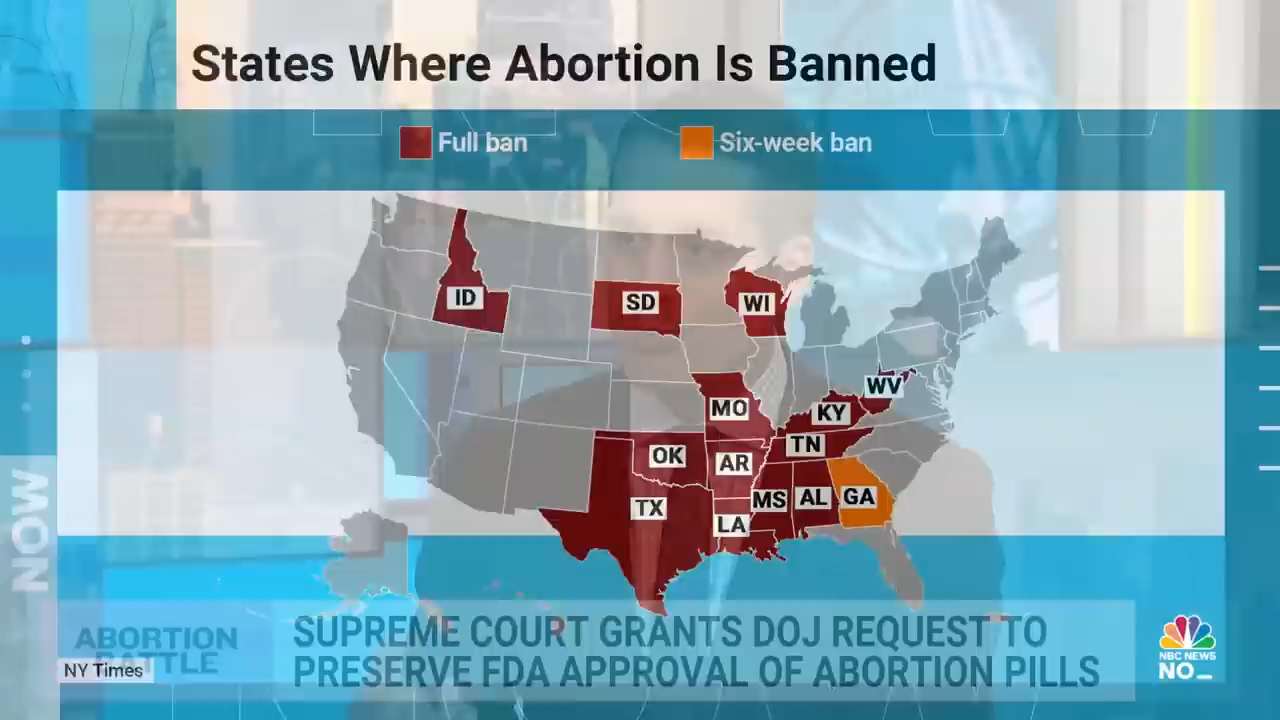 States Where Abortion Is Banned
Full ban
Six-week ban
ID
SD
WI
WV
MO
KY
TN
OK
AR
MS
AL
GA
TX
LA
NOW
ABORTION
BATTLE
SUPREME COURT GRANTS DOJ REQUEST TO
PRESERVE FDA APPROVAL OF ABORTION PILLS
NY Times
NBC NEWS
NO_